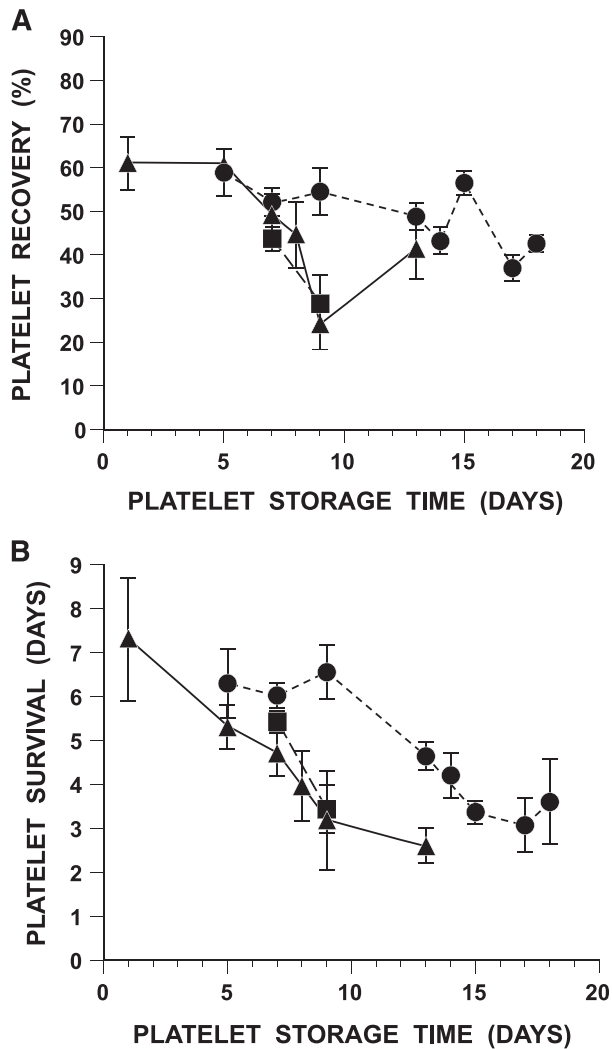 A
PLATELET RECOVERY (%)
90
80
70
60
50
40
30
20
10
0
0 5 10 15 20
PLATELET STORAGE TIME (DAYS)
B
PLATELET SURVIVAL (DAYS)
9
8
7
6
5
4
3
2
1
0
0 5 10 15 20
PLATELET STORAGE TIME (DAYS)